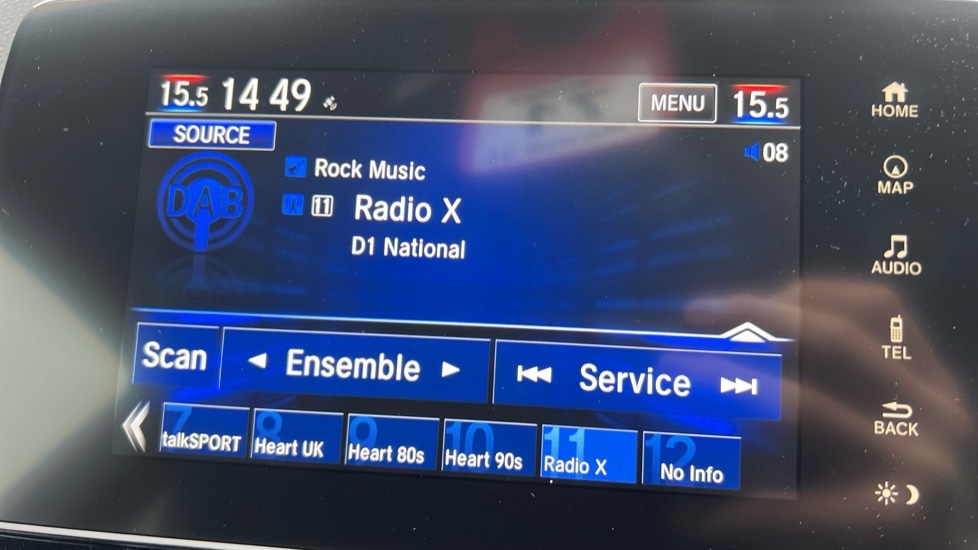 15.5 14 49 MENU 15.5
SOURCE
08
DAB
Rock Music
11 Radio X
D1 National
Scan Ensemble Service
7 talkSPORT
8 Heart UK
9 Heart 80s
10 Heart 90s
11 Radio X
12 No Info
HOME
MAP
AUDIO
TEL
BACK